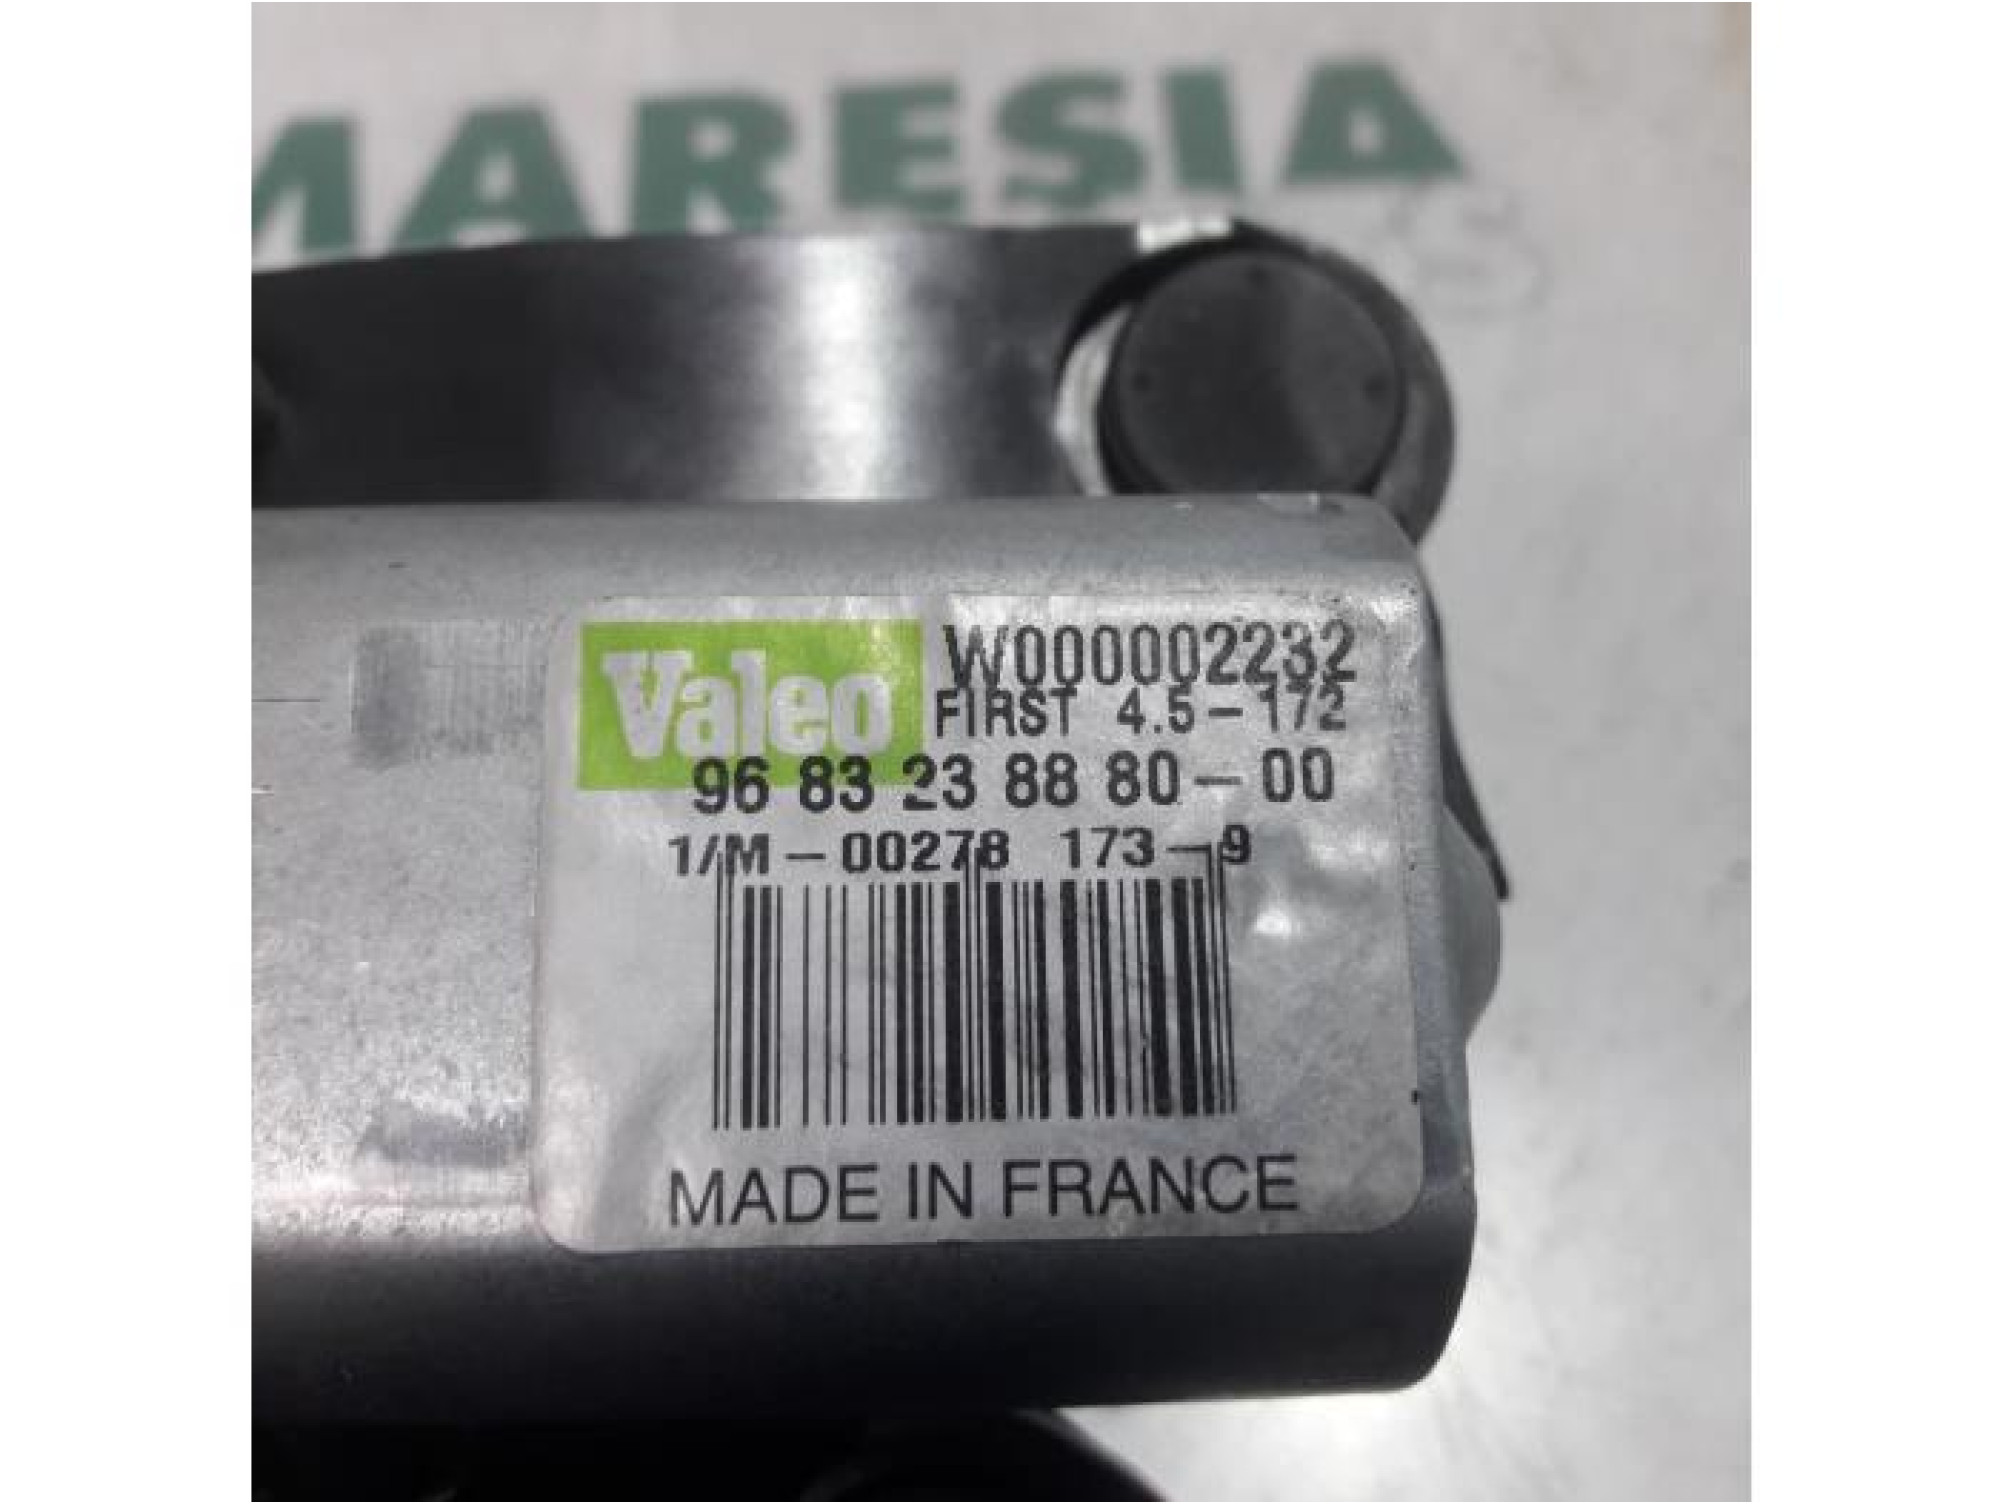 MARESIA
Valeo
W000002232
FIRST 4.5-172
96 83 23 88 80-00
1/M-00278 173-9
MADE IN FRANCE